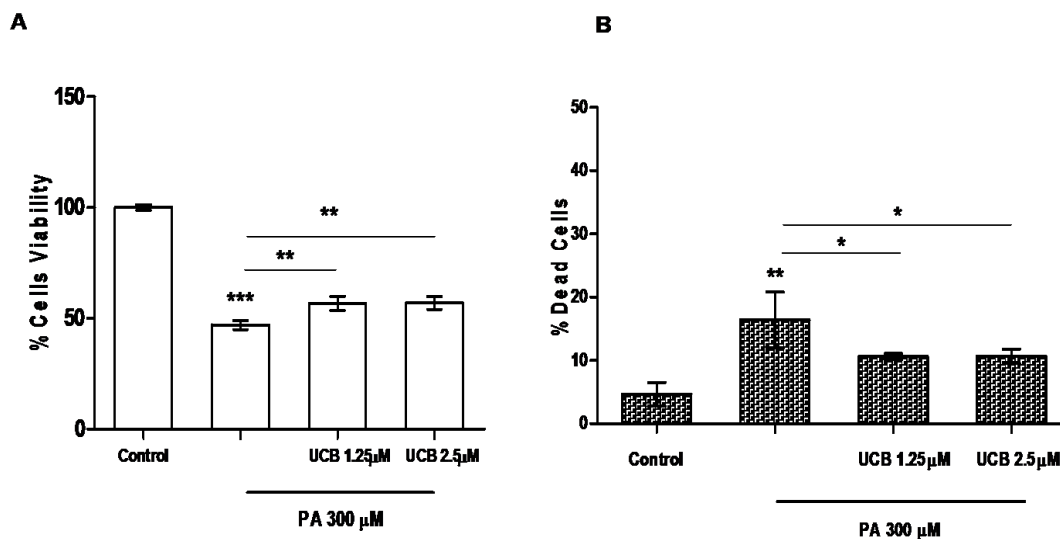 A
% Cells Viability
150
100
50
0
***
**
**
Control
UCB 1.25µM
UCB 2.5µM
PA 300 µM
B
% Dead Cells
50
40
30
20
10
0
**
*
*
Control
UCB 1.25µM
UCB 2.5µM
PA 300 µM